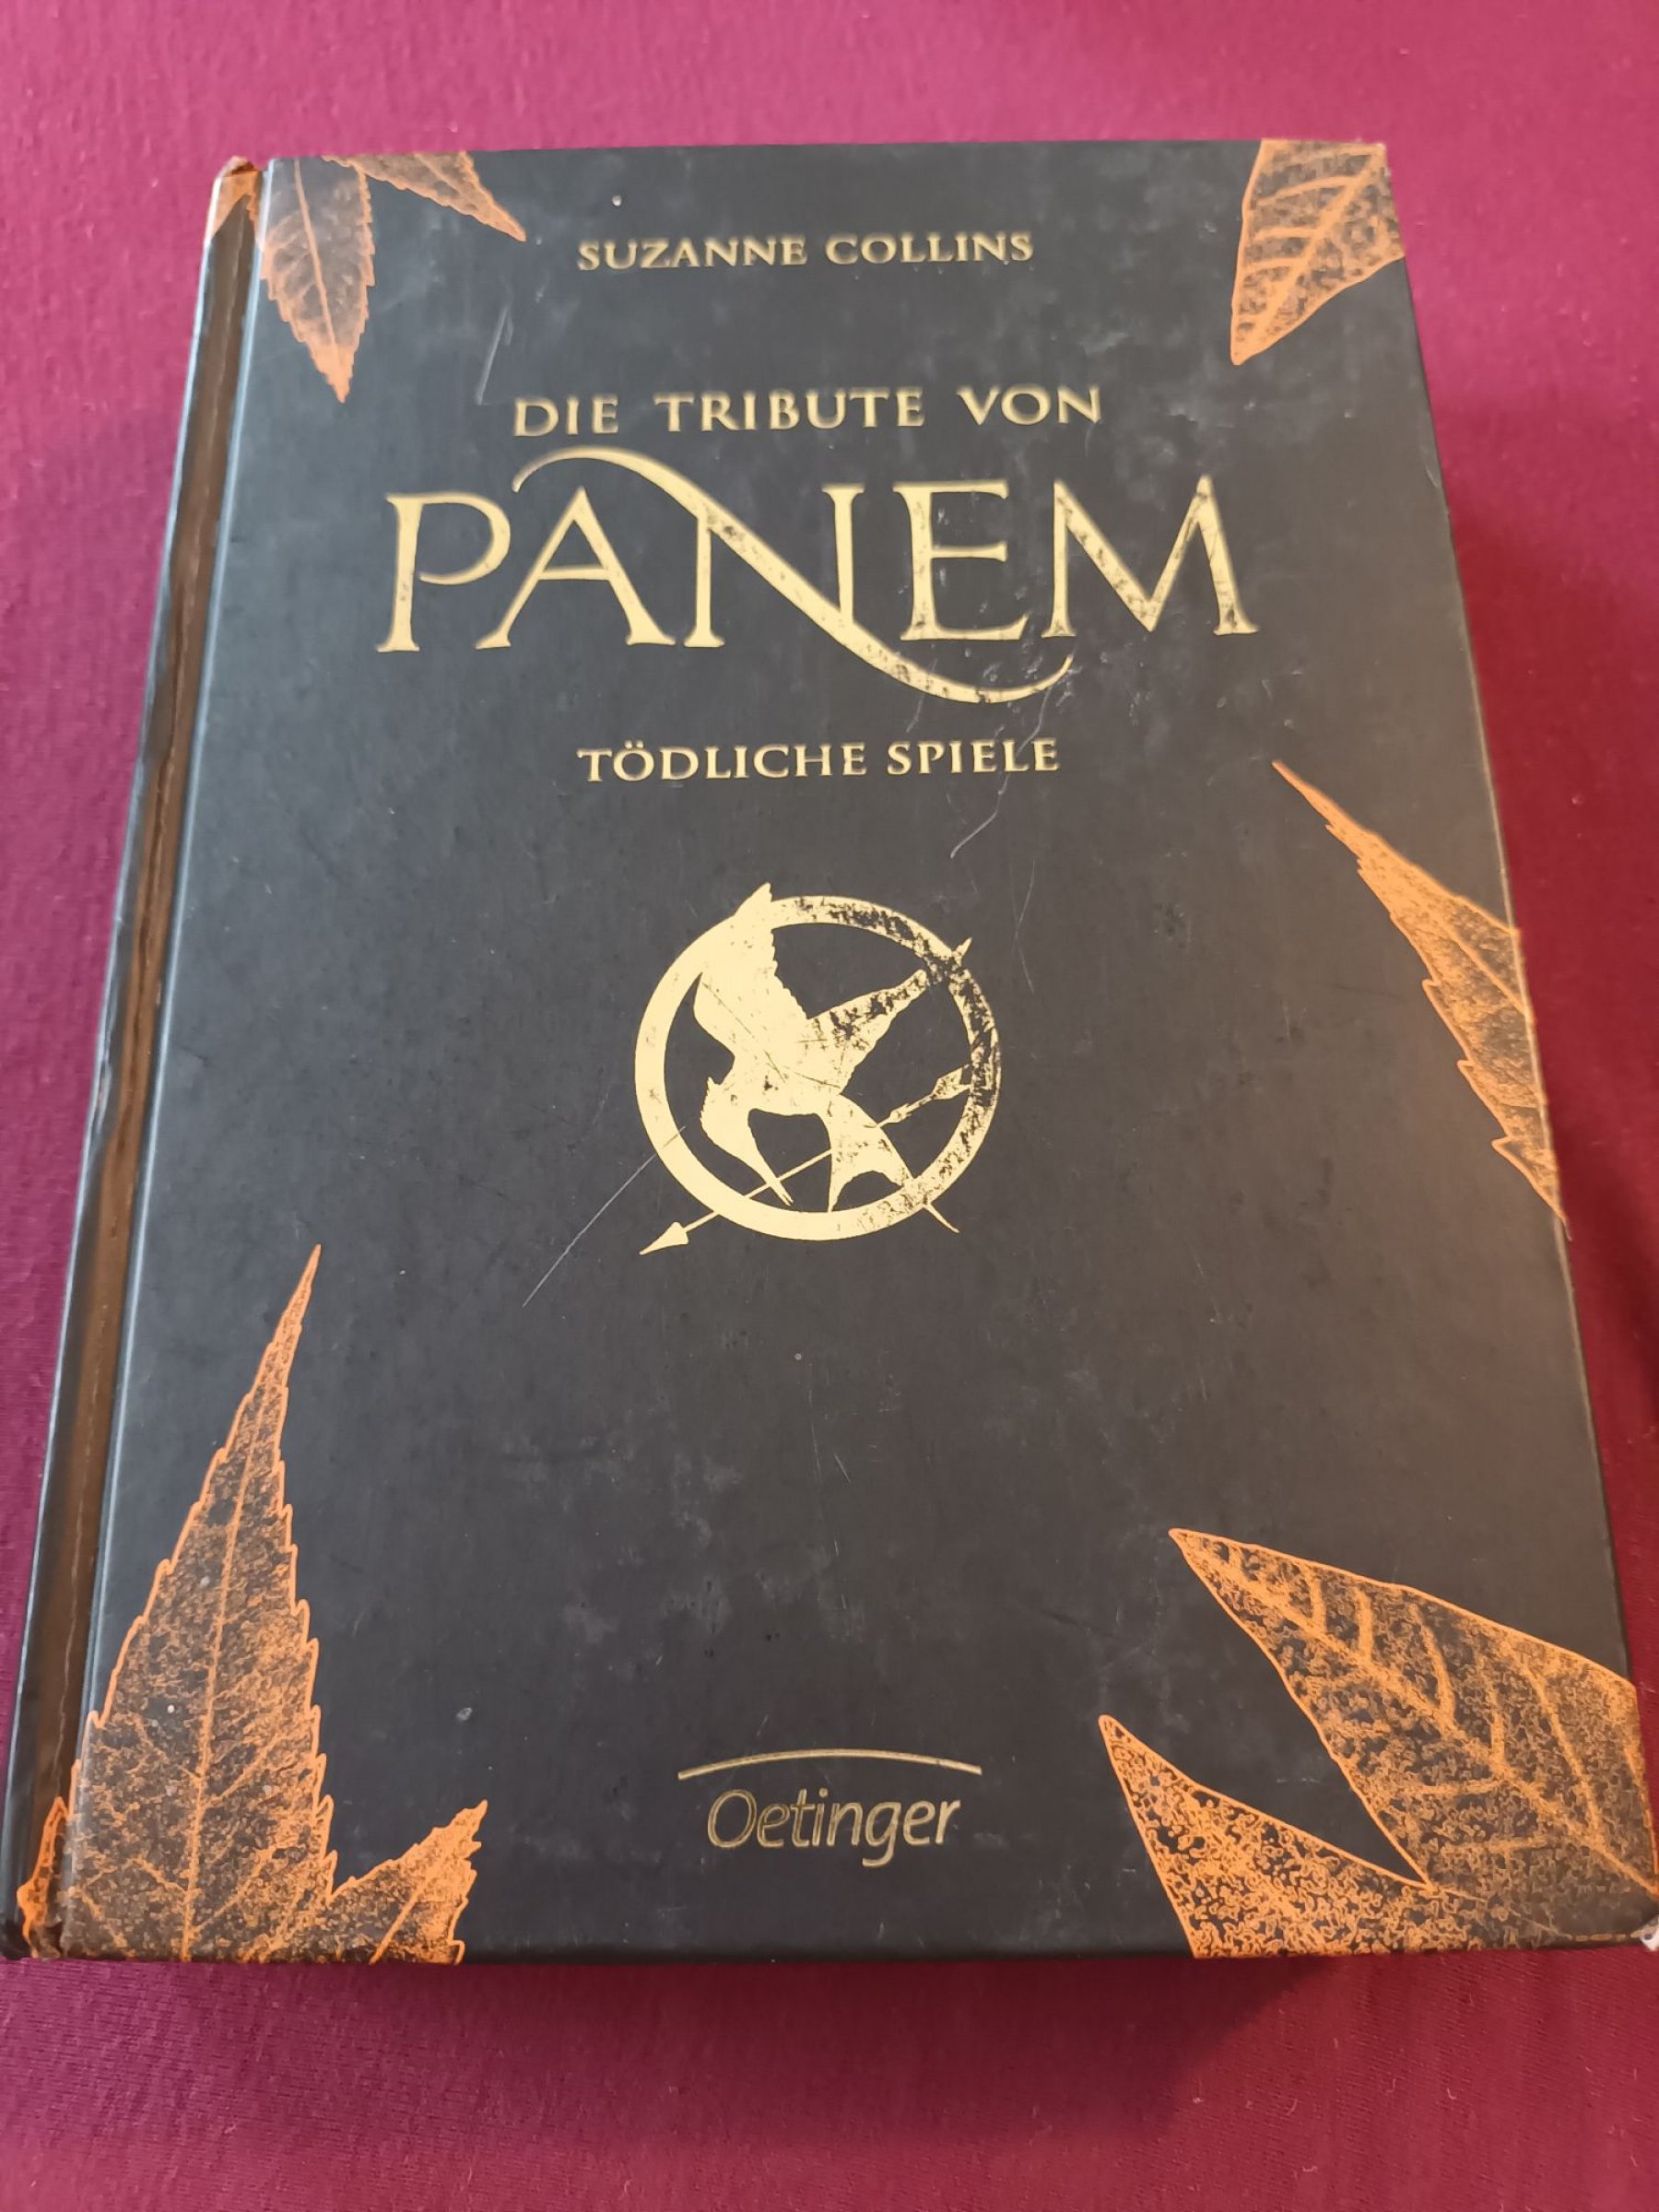 SUZANNE COLLINS
DIE TRIBUTE VON
PANEM
TÖDLICHE SPIELE
Oetinger